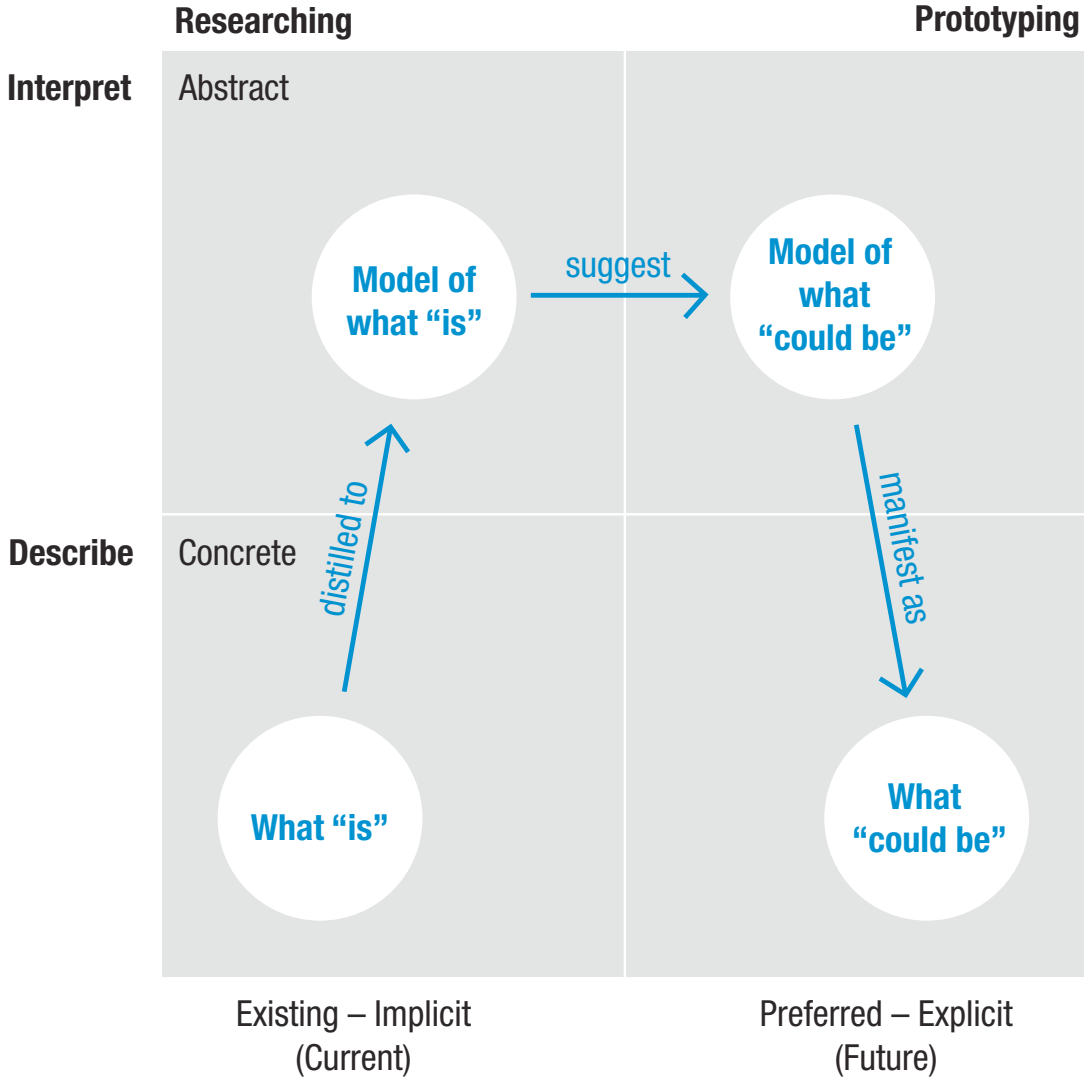 Researching
Prototyping
Interpret
Abstract
Model of
what “is”
suggest
Model of
what
“could be”
distilled to
manifest as
Describe
Concrete
What “is”
What
“could be”
Existing – Implicit
(Current)
Preferred – Explicit
(Future)